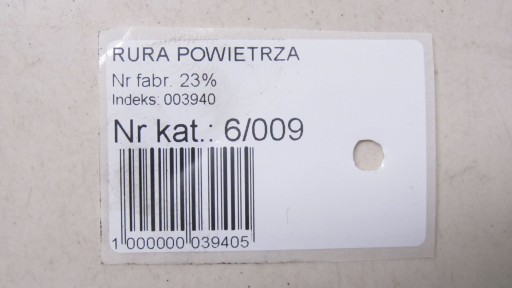 RURA POWIETRZA
Nr fabr. 23%
Indeks: 003940
Nr kat.: 6/009
1 000000 039405